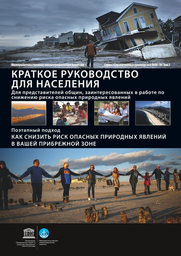 КРАТКОЕ РУКОВОДСТВО
ДЛЯ НАСЕЛЕНИЯ
Для представителей общин, заинтересованных в работе по
снижению риска опасных природных явлений
Поэтапный подход
КАК СНИЗИТЬ РИСК ОПАСНЫХ ПРИРОДНЫХ ЯВЛЕНИЙ
В ВАШЕЙ ПРИБРЕЖНОЙ ЗОНЕ